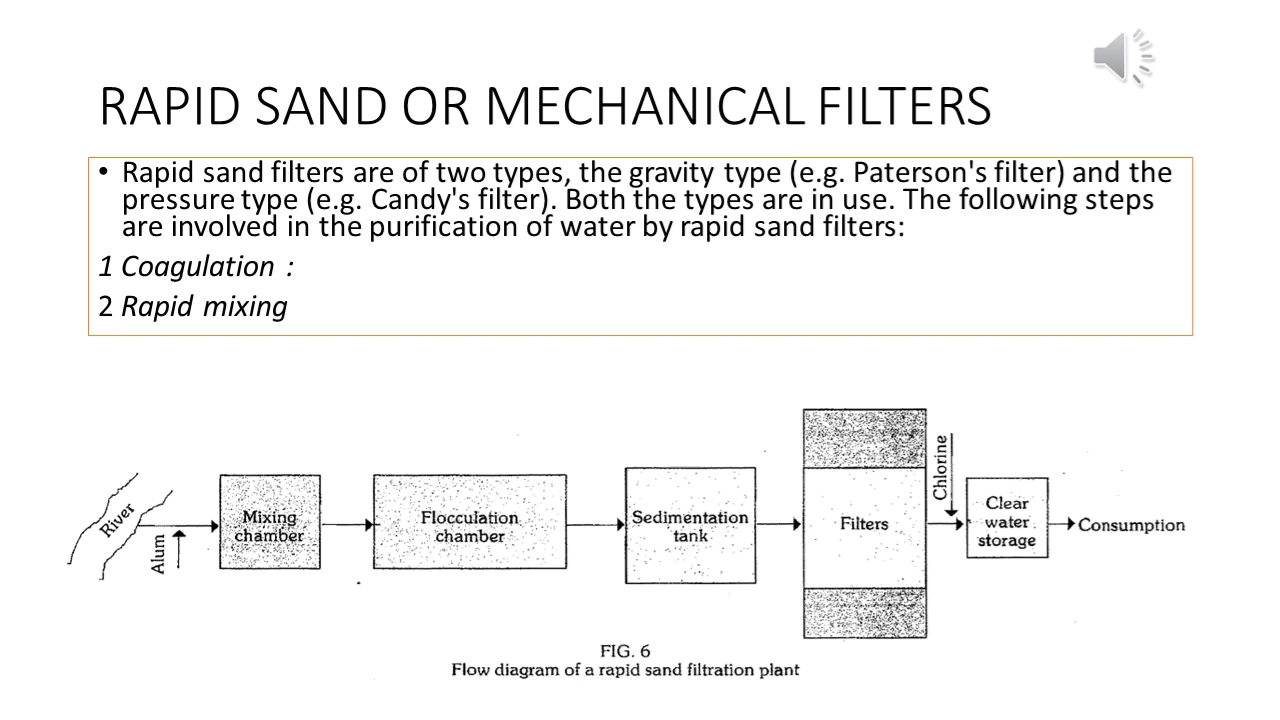 RAPID SAND OR MECHANICAL FILTERS
• Rapid sand filters are of two types, the gravity type (e.g. Paterson's filter) and the
pressure type (e.g. Candy's filter). Both the types are in use. The following steps
are involved in the purification of water by rapid sand filters:
1 Coagulation :
2 Rapid mixing
River
Alum
Mixing
chamber
Flocculation
chamber
Sedimentation
tank
Filters
Chlorine
Clear
water
storage
Consumption
FIG. 6
Flow diagram of a rapid sand filtration plant